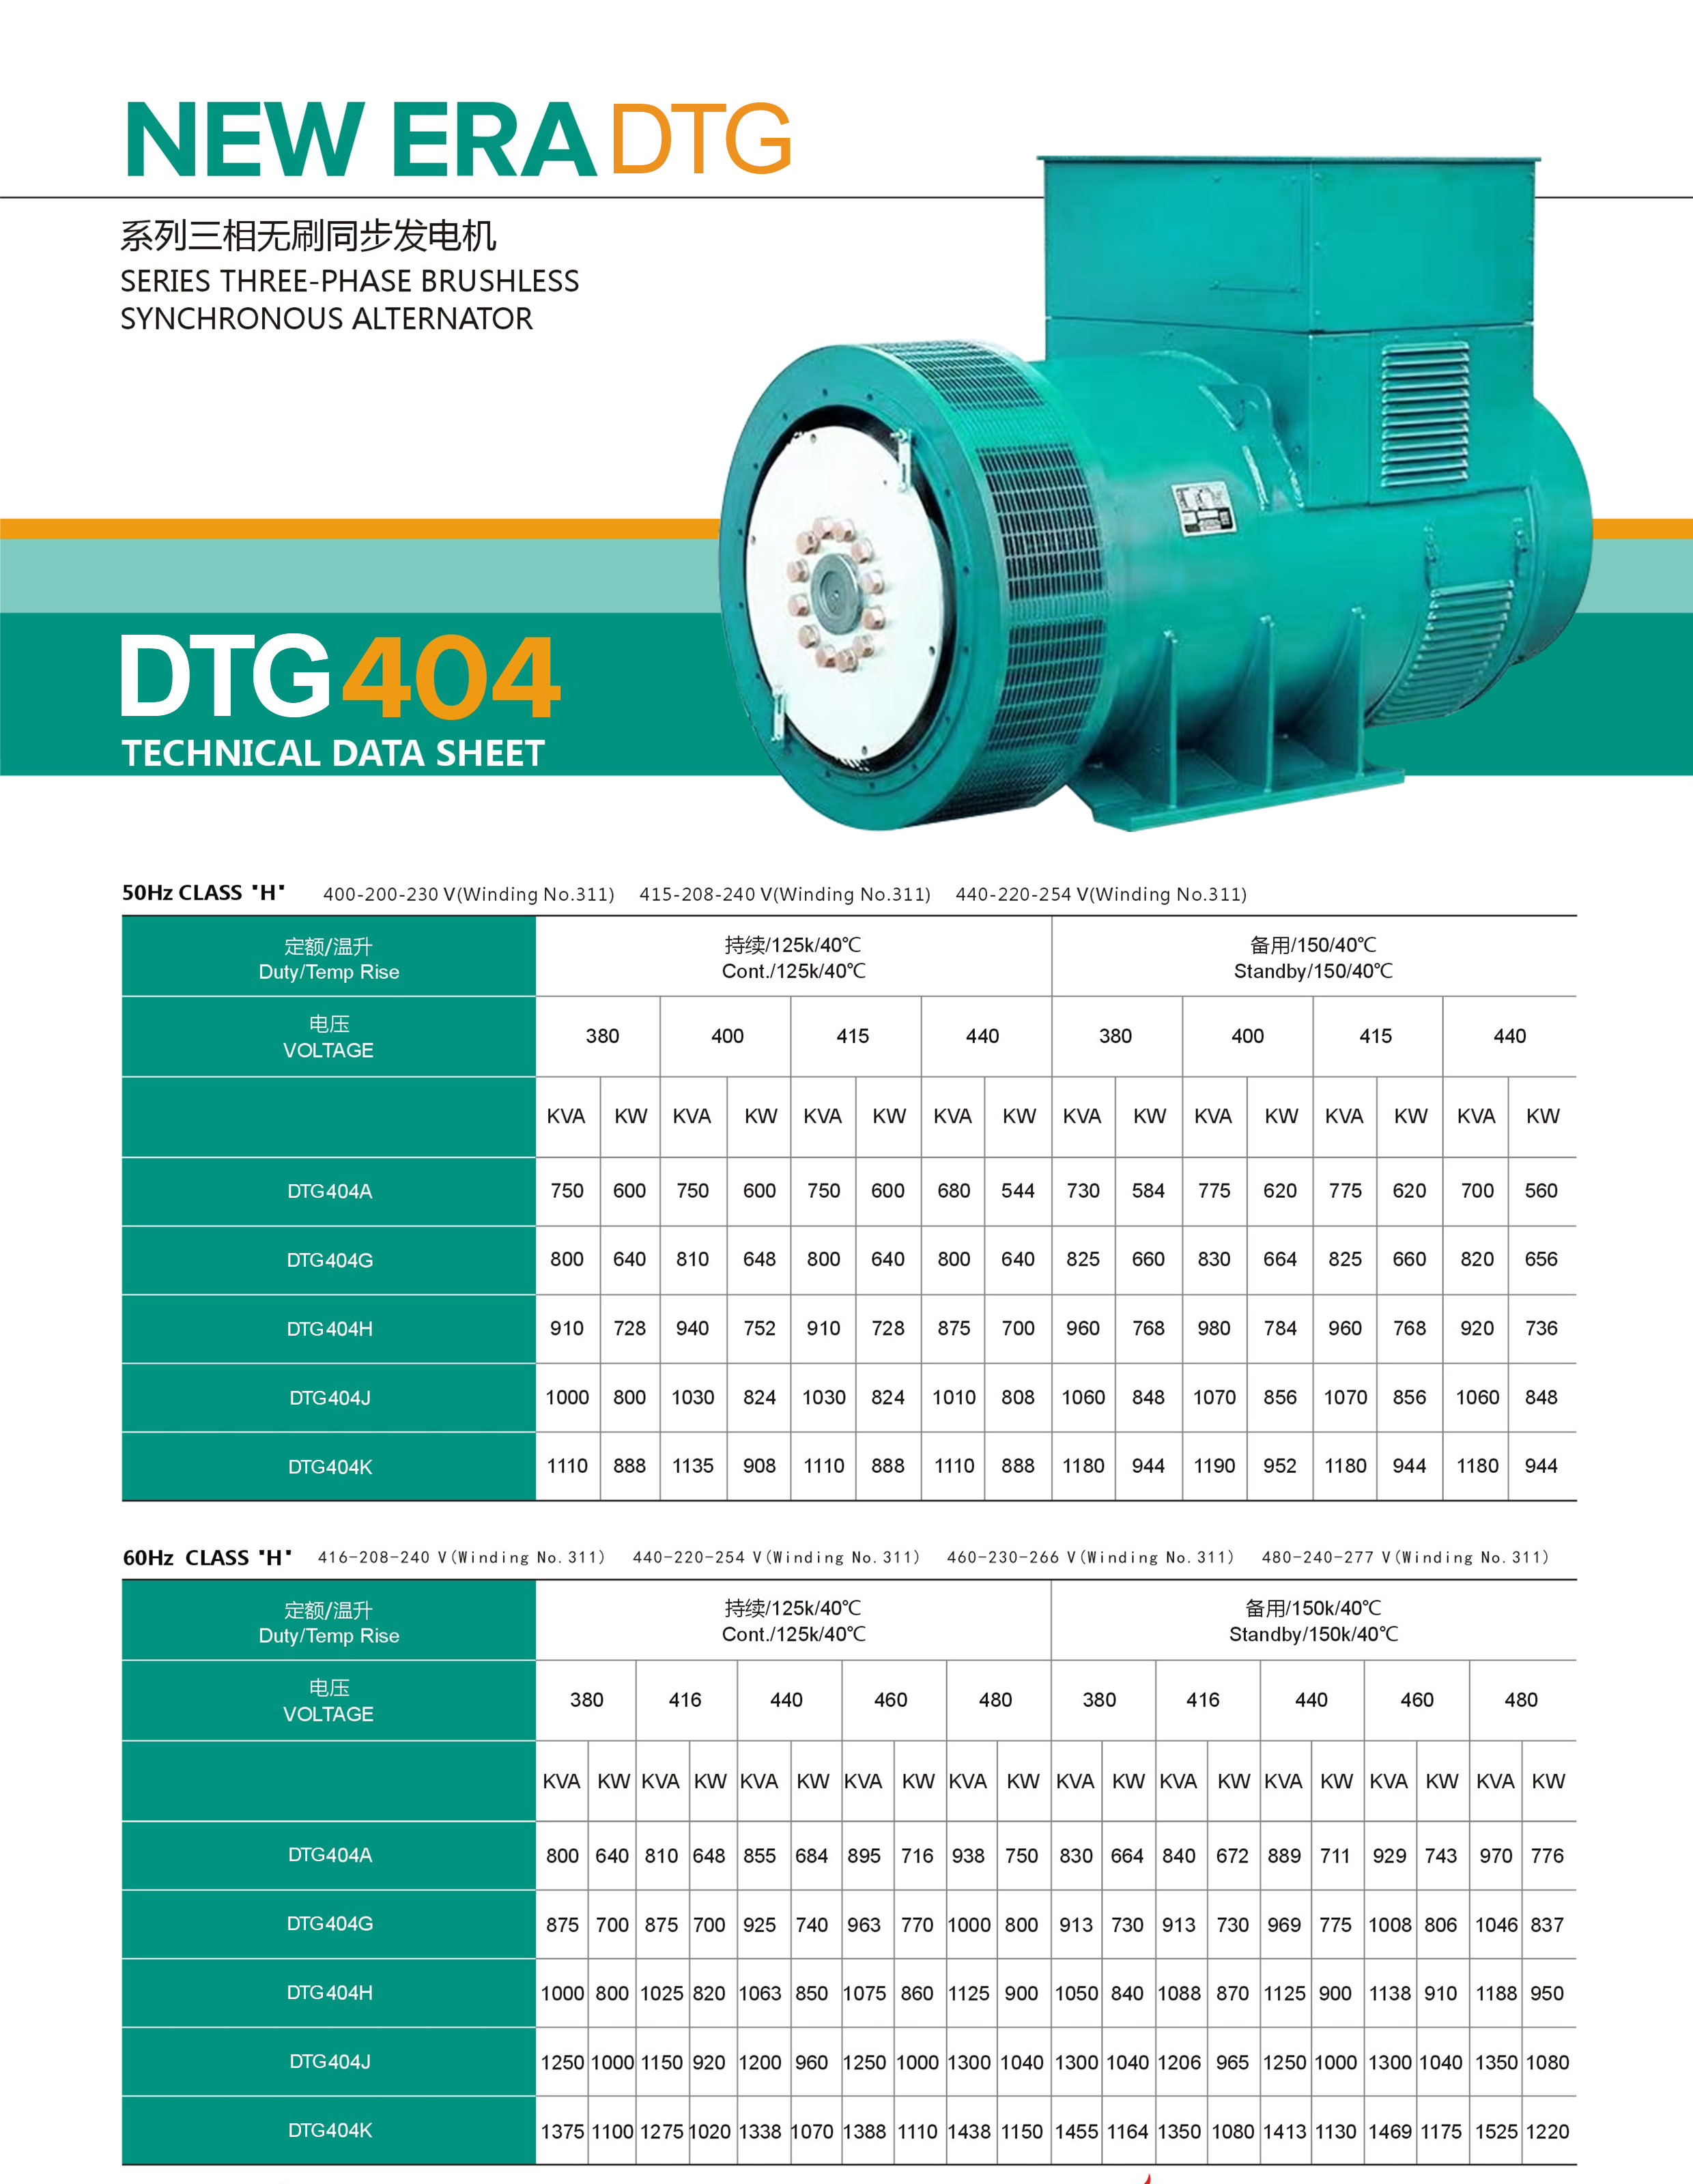 NEW ERA DTG
系列三相无刷同步发电机
SERIES THREE-PHASE BRUSHLESS
SYNCHRONOUS ALTERNATOR
DTG404
TECHNICAL DATA SHEET
50Hz CLASS "H" 400-200-230 V(Winding No.311) 415-208-240 V(Winding No.311) 440-220-254 V(Winding No.311)
定额/温升 持续/125k/40℃ 备用/150/40℃
Duty/Temp Rise Cont./125k/40℃ Standby/150/40℃
电压
VOLTAGE 380 400 415 440 380 400 415 440
KVA KW KVA KW KVA KW KVA KW KVA KW KVA KW KVA KW KVA KW
DTG404A 750 600 750 600 750 600 680 544 730 584 775 620 775 620 700 560
DTG404G 800 640 810 648 800 640 800 640 825 660 830 664 825 660 820 656
DTG404H 910 728 940 752 910 728 875 700 960 768 980 784 960 768 920 736
DTG404J 1000 800 1030 824 1030 824 1010 808 1060 848 1070 856 1070 856 1060 848
DTG404K 1110 888 1135 908 1110 888 1110 888 1180 944 1190 952 1180 944 1180 944
60Hz CLASS "H" 416-208-240 V(Winding No.311) 440-220-254 V(Winding No.311) 460-230-266 V(Winding No.311) 480-240-277 V(Winding No.311)
定额/温升 持续/125k/40℃ 备用/150k/40℃
Duty/Temp Rise Cont./125k/40℃ Standby/150k/40℃
电压
VOLTAGE 380 416 440 460 480 380 416 440 460 480
KVA KW KVA KW KVA KW KVA KW KVA KW KVA KW KVA KW KVA KW KVA KW KVA KW
DTG404A 800 640 810 648 855 684 895 716 938 750 830 664 840 672 889 711 929 743 970 776
DTG404G 875 700 875 700 925 740 963 770 1000 800 913 730 913 730 969 775 1008 806 1046 837
DTG404H 1000 800 1025 820 1063 850 1075 860 1125 900 1050 840 1088 870 1125 900 1138 910 1188 950
DTG404J 1250 1000 1150 920 1200 960 1250 1000 1300 1040 1300 1040 1206 965 1250 1000 1300 1040 1350 1080
DTG404K 1375 1100 1275 1020 1338 1070 1388 1110 1438 1150 1455 1164 1350 1080 1413 1130 1469 1175 1525 1220